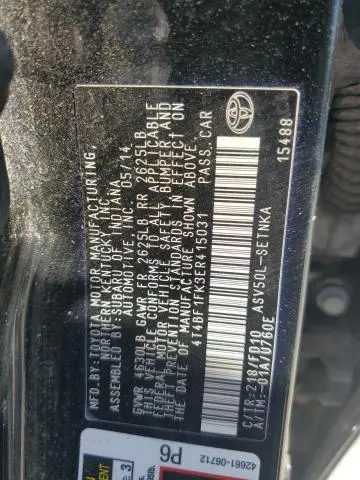 MFD. BY:TOYOTA MOTOR MANUFACTURING,
NORTHERN KENTUCKY, INC.
ASSEMBLED BY:SUBARU OF INDIANA
AUTOMOTIVE, INC. 05/14
GVWR 4630LB GAWR FR 2625LB RR 2625LB
THIS VEHICLE CONFORMS TO ALL APPLICABLE
FEDERAL MOTOR VEHICLE SAFETY, BUMPER, AND
THEFT PREVENTION STANDARDS IN EFFECT ON
THE DATE OF MANUFACTURE SHOWN ABOVE.
4T4BF1FK3ER415031 PASS.CAR
C/TR:218/FD10 ASV50L-SETNKA
A/TM:-01A/U760E 15488
P6
42661-06712